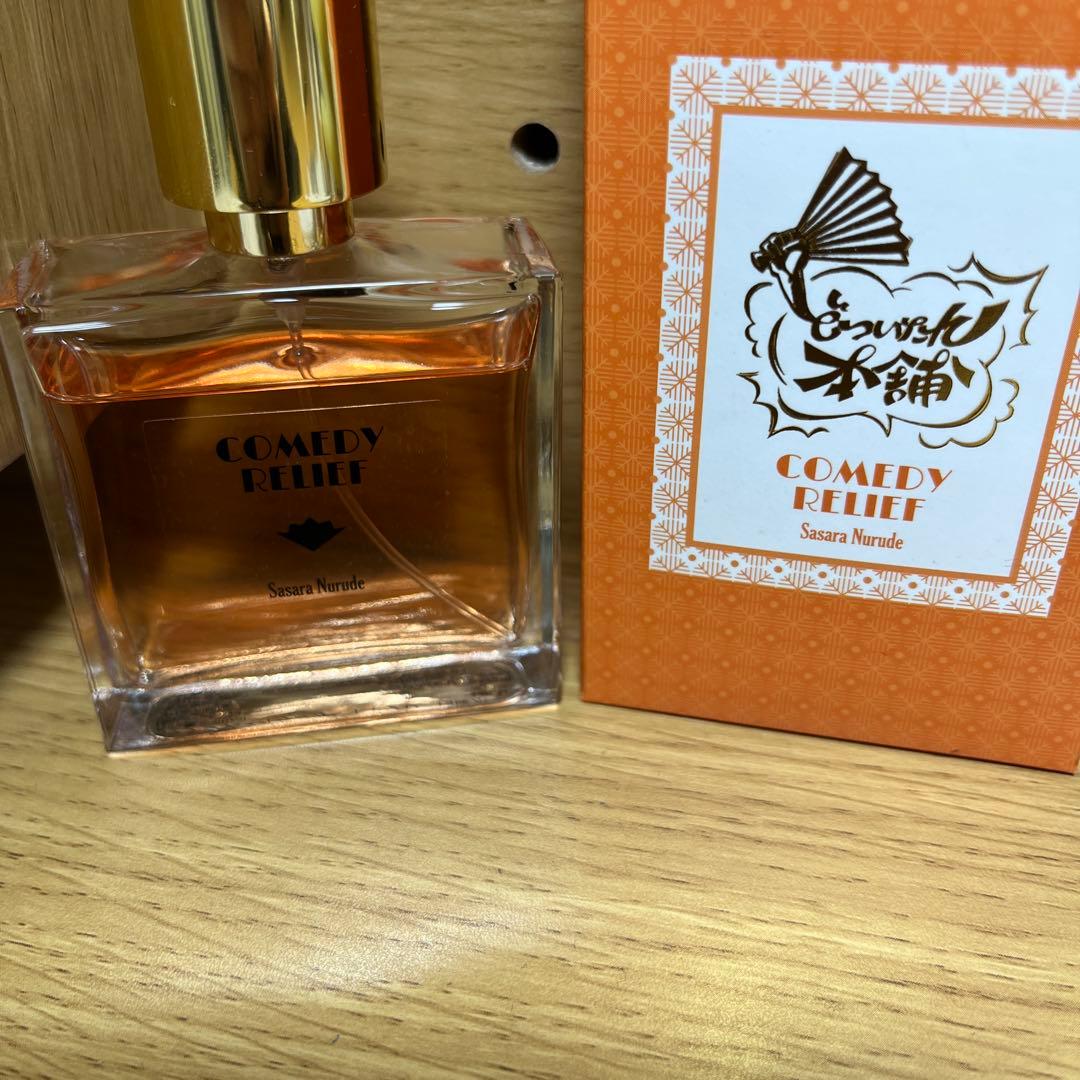 COMEDY
RELIEF
Sasara Nurude
どついたれ
本舗
COMEDY
RELIEF
Sasara Nurude